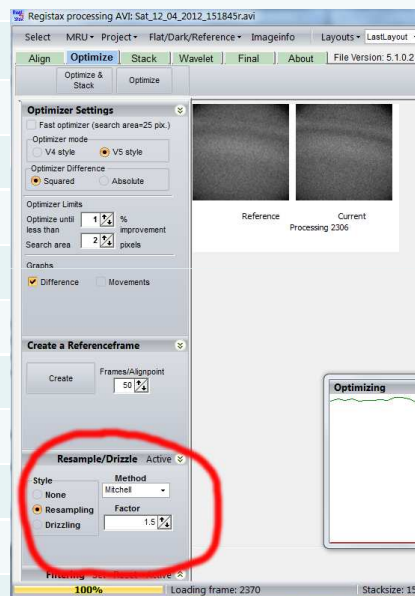 Registax processing AVI: Sat_12_04_2012_151845r.avi
Select MRU Project Flat/Dark/Reference Imageinfo Layouts LastLayout
Align Optimize Stack Wavelet Final About File Version: 5.1.0.2
Optimize & Stack Optimize
Optimizer Settings
Fast optimizer (search area=25 pix.)
Optimizer mode
V4 style V5 style
Optimizer Difference
Squared Absolute
Optimizer Limits
Optimize until less than 1 % improvement
Search area 2 pixels
Graphs
Difference Movements
Reference Current
Processing 2306
Create a Referenceframe
Create Frames/Alignpoint
50
Optimizing
Resample/Drizzle Active
Style Method
None Mitchell
Resampling Factor
Drizzling 1.5
Filtering
100% Loading frame: 2370 Stacksize: 15